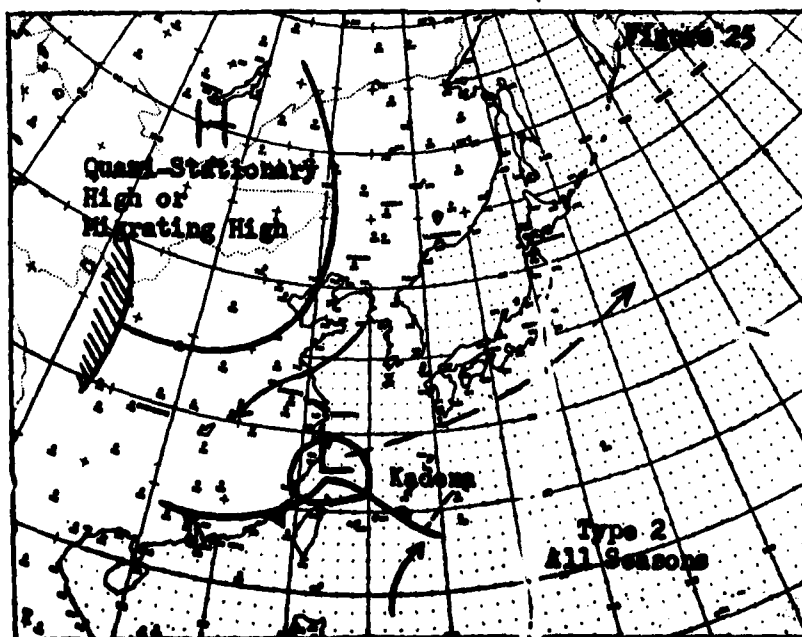 Figure 25
H
Quasi-Stationary
High or
Migrating High
L
Kadena
Type 2
All Seasons